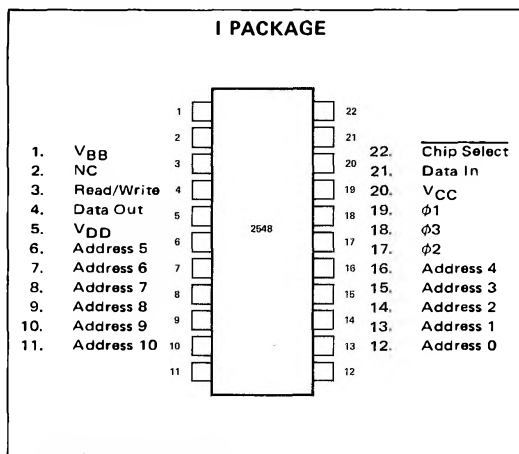 I PACKAGE
1. V_BB
2. NC
3. Read/Write
4. Data Out
5. V_DD
6. Address 5
7. Address 6
8. Address 7
9. Address 8
10. Address 9
11. Address 10
1
2
3
4
5
6
7
8
9
10
11
2548
22
21
20
19
18
17
16
15
14
13
12
22. Chip Select
21. Data In
20. V_CC
19. ϕ1
18. ϕ3
17. ϕ2
16. Address 4
15. Address 3
14. Address 2
13. Address 1
12. Address 0